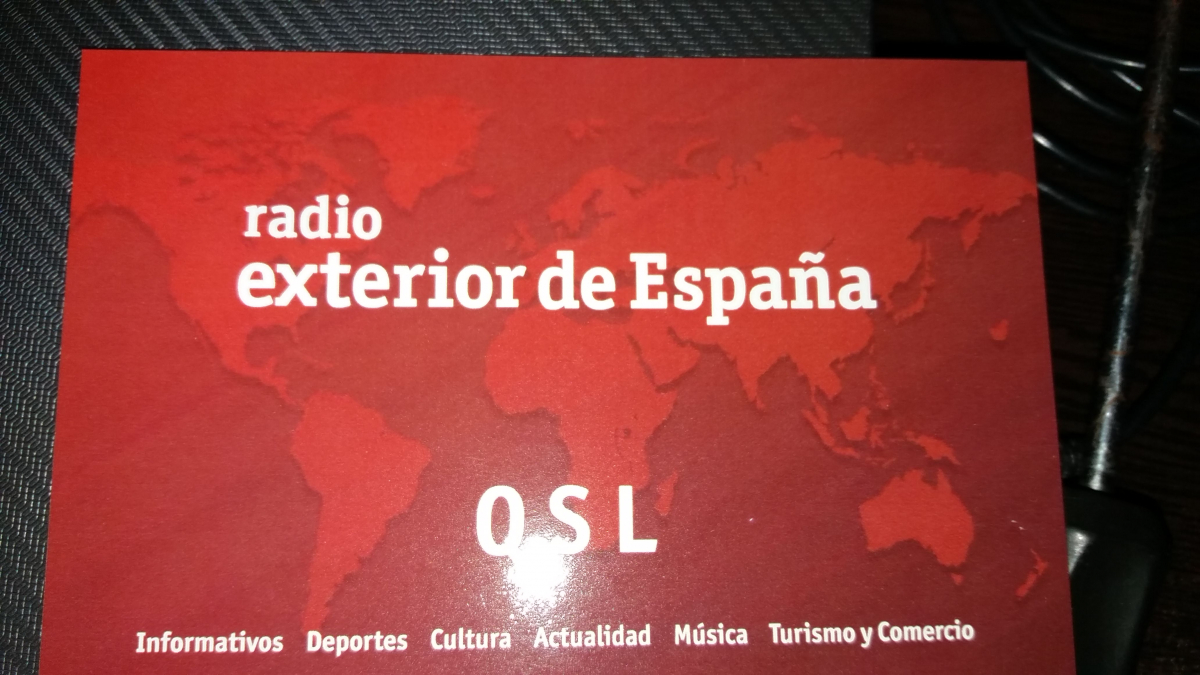 radio
exterior de España
QSL
Informativos Deportes Cultura Actualidad Música Turismo y Comercio